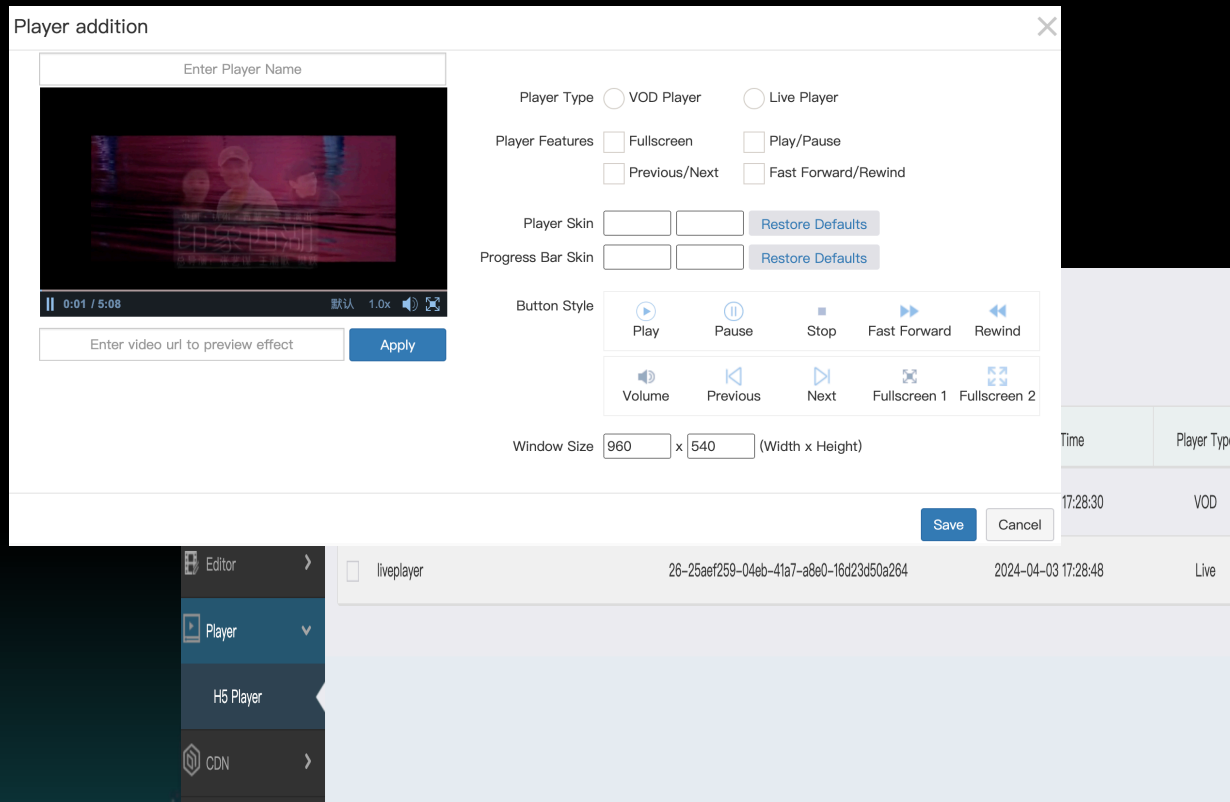 Player addition
Enter Player Name
印象西湖
0:01 / 5:08 默认 1.0x
Enter video url to preview effect
Apply
Player Type VOD Player Live Player
Player Features Fullscreen Play/Pause
Previous/Next Fast Forward/Rewind
Player Skin Restore Defaults
Progress Bar Skin Restore Defaults
Button Style
Play Pause Stop Fast Forward Rewind
Volume Previous Next Fullscreen 1 Fullscreen 2
Window Size 960 x 540 (Width x Height)
Save Cancel
Time Player Type
17:28:30 VOD
liveplayer 26-25aef259-04eb-41a7-a8e0-16d23d50a264 2024-04-03 17:28:48 Live
Editor
Player
H5 Player
CDN